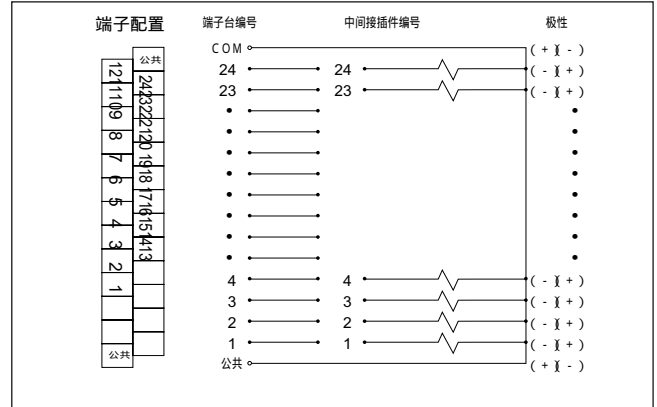 端子配置 端子台编号 中间接插件编号 极性
公共
12 11 10 9 8 7 6 5 4 3 2 1
24 23 22 21 20 19 18 17 16 15 14 13
公共
COM (+)(-)
24 24 (-)(+)
23 23 (-)(+)
4 4 (-)(+)
3 3 (-)(+)
2 2 (-)(+)
1 1 (-)(+)
公共 (+)(-)